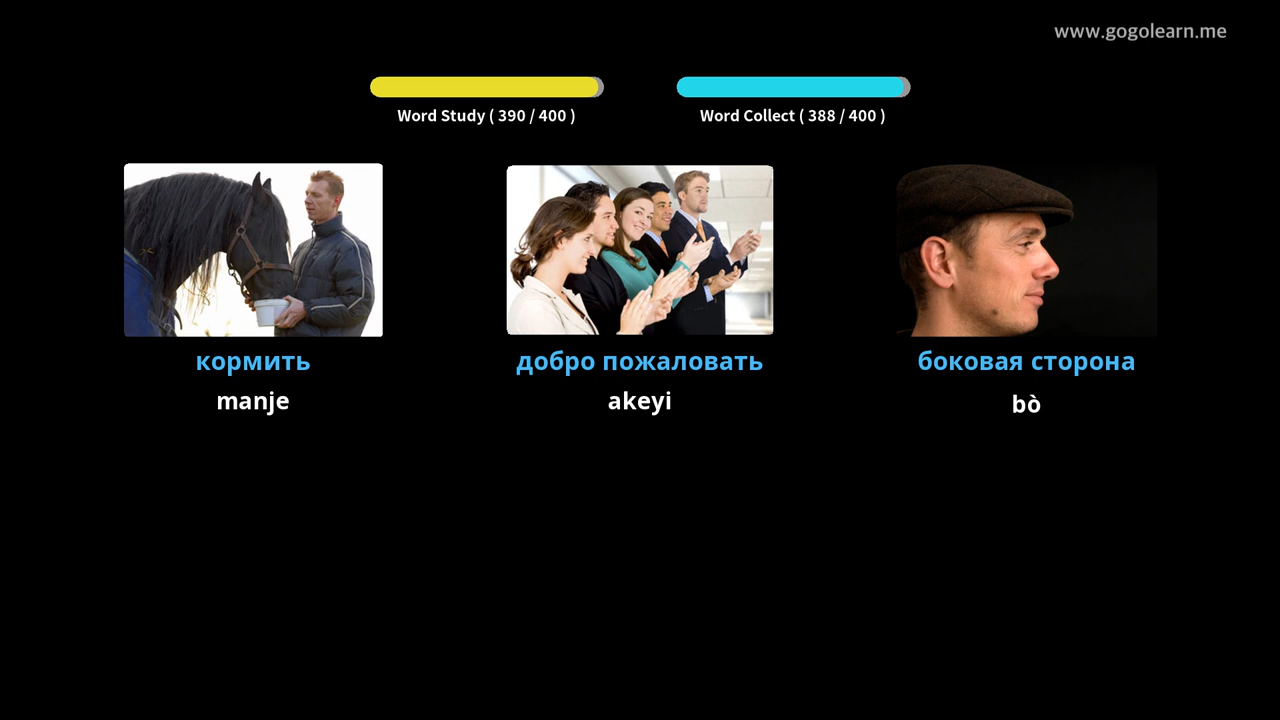 www.gogolearn.me
Word Study ( 390 / 400 )
Word Collect ( 388 / 400 )
кормить
добро пожаловать
боковая сторона
manje
akeyi
bò